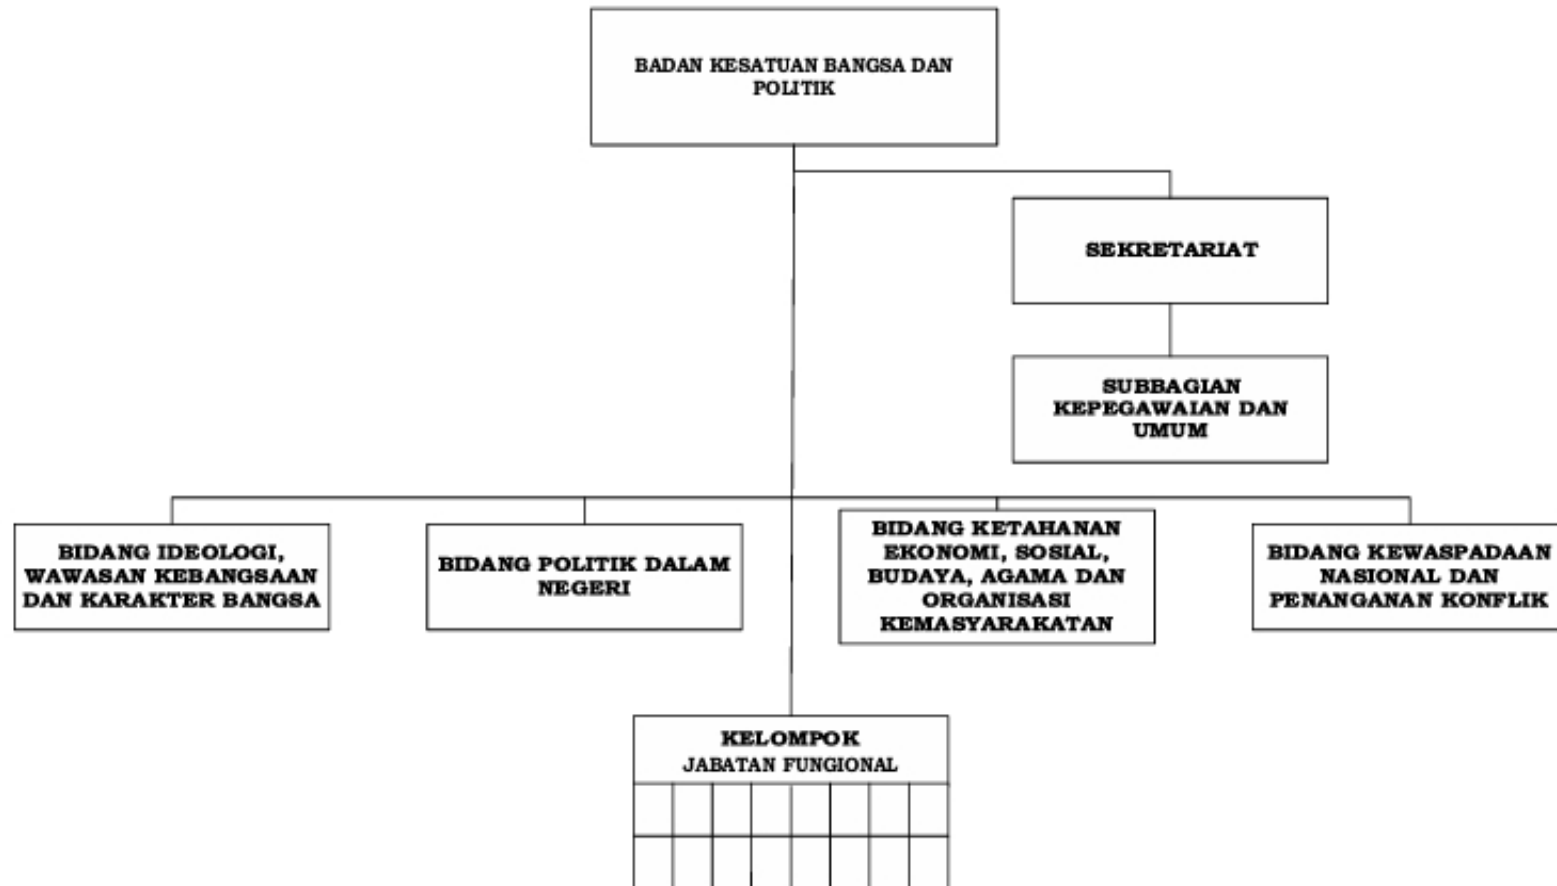 BADAN KESATUAN BANGSA DAN
POLITIK
SEKRETARIAT
SUBBAGIAN
KEPEGAWAIAN DAN
UMUM
BIDANG IDEOLOGI,
WAWASAN KEBANGSAAN
DAN KARAKTER BANGSA
BIDANG POLITIK DALAM
NEGERI
BIDANG KETAHANAN
EKONOMI, SOSIAL,
BUDAYA, AGAMA DAN
ORGANISASI
KEMASYARAKATAN
BIDANG KEWASPADAAN
NASIONAL DAN
PENANGANAN KONFLIK
KELOMPOK
JABATAN FUNGIONAL